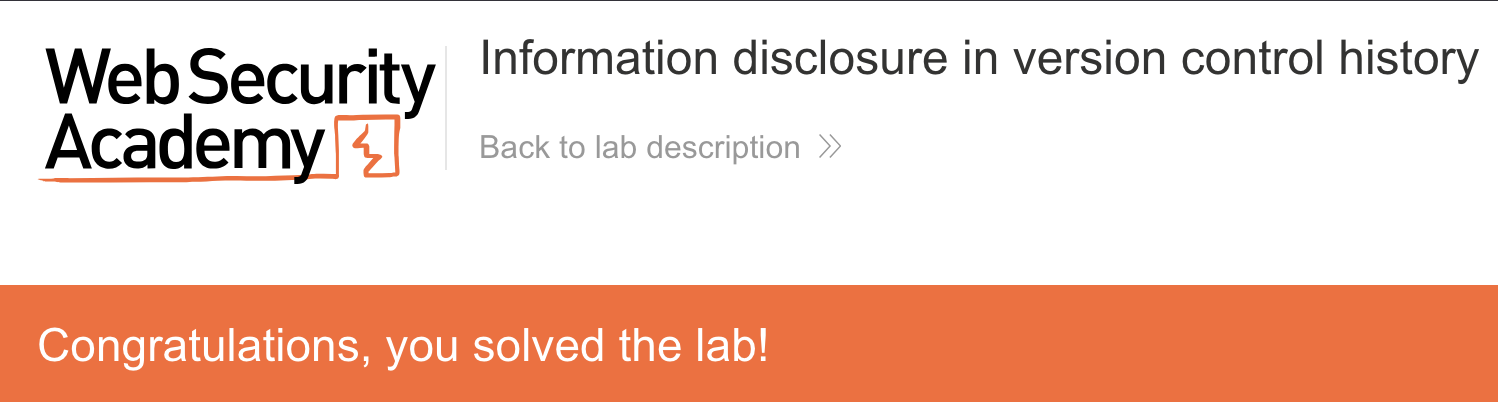 Web Security
Academy
Information disclosure in version control history
Back to lab description
Congratulations, you solved the lab!